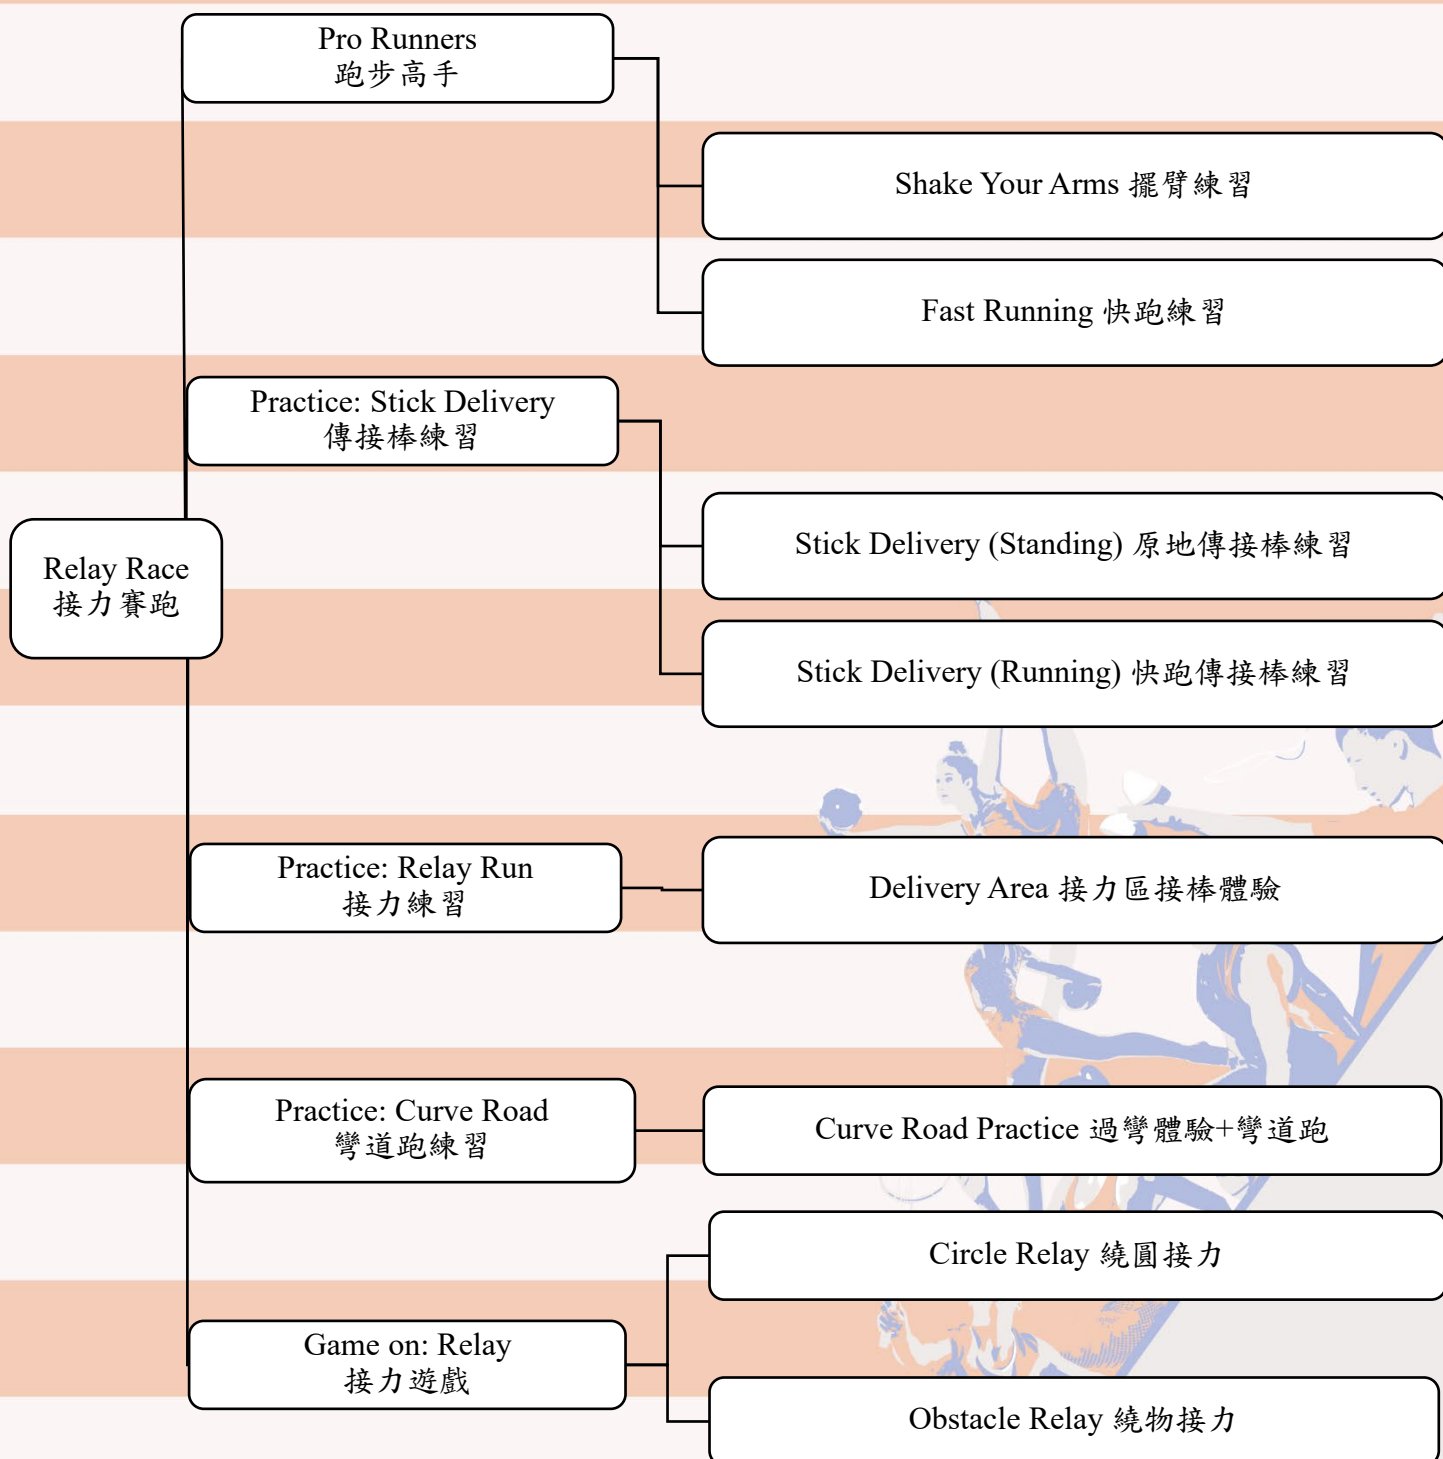 Pro Runners
跑步高手
Shake Your Arms 擺臂練習
Fast Running 快跑練習
Practice: Stick Delivery
傳接棒練習
Stick Delivery (Standing) 原地傳接棒練習
Relay Race
接力賽跑
Stick Delivery (Running) 快跑傳接棒練習
Practice: Relay Run
接力練習
Delivery Area 接力區接棒體驗
Practice: Curve Road
彎道跑練習
Curve Road Practice 過彎體驗+彎道跑
Circle Relay 繞圓接力
Game on: Relay
接力遊戲
Obstacle Relay 繞物接力